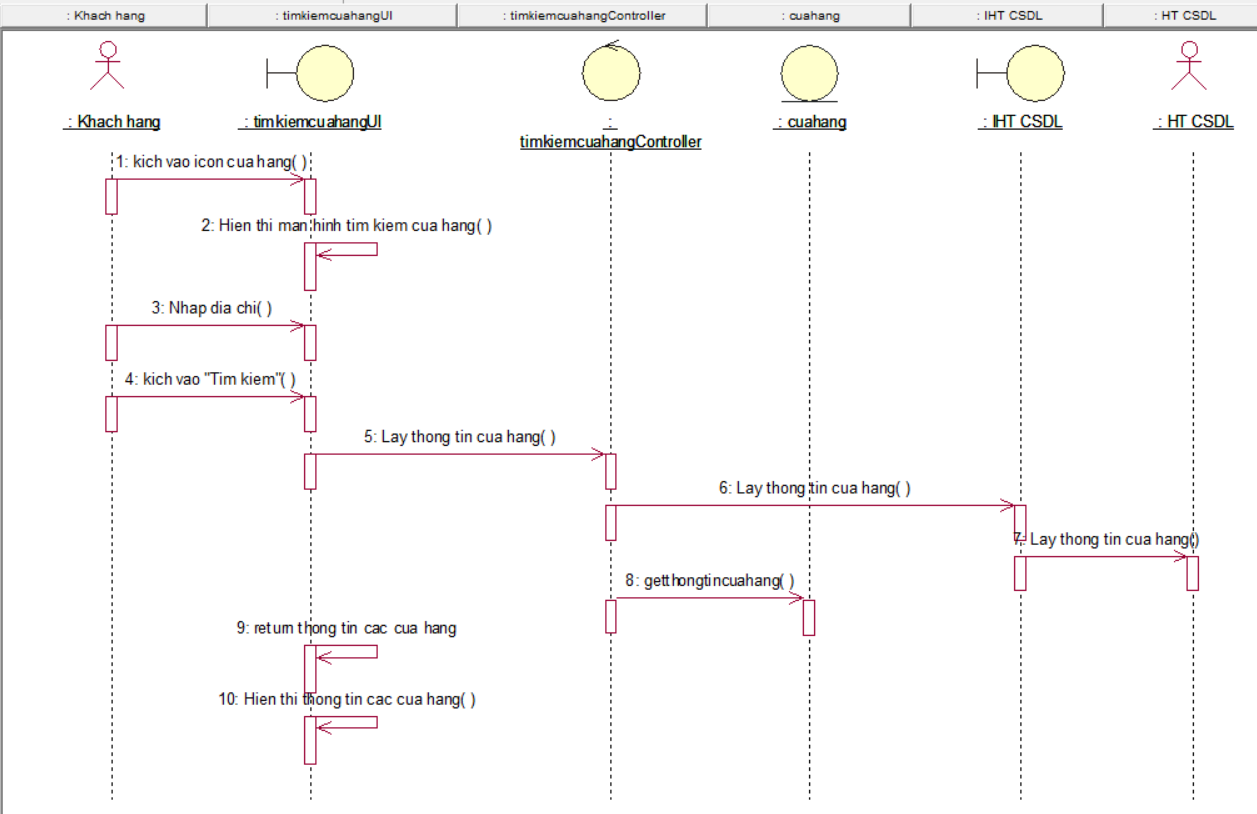 : Khach hang
: timkiemcuahangUI
: timkiemcuahangController
: cuahang
: IHT CSDL
: HT CSDL
: Khach hang
: timkiemcuahangUI
:
timkiemcuahangController
: cuahang
: IHT CSDL
: HT CSDL
1: kich vao icon cua hang( )
2: Hien thi man hinh tim kiem cua hang( )
3: Nhap dia chi( )
4: kich vao "Tim kiem"( )
5: Lay thong tin cua hang( )
6: Lay thong tin cua hang( )
7: Lay thong tin cua hang()
8: getthongtincuahang( )
9: return thong tin cac cua hang
10: Hien thi thong tin cac cua hang( )